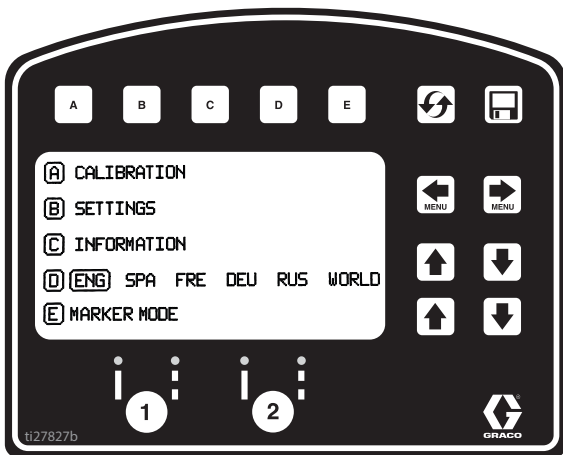 A B C D E
A CALIBRATION
B SETTINGS
C INFORMATION
D ENG SPA FRE DEU RUS WORLD
E MARKER MODE
MENU MENU
1 2
ti27827b
GRACO